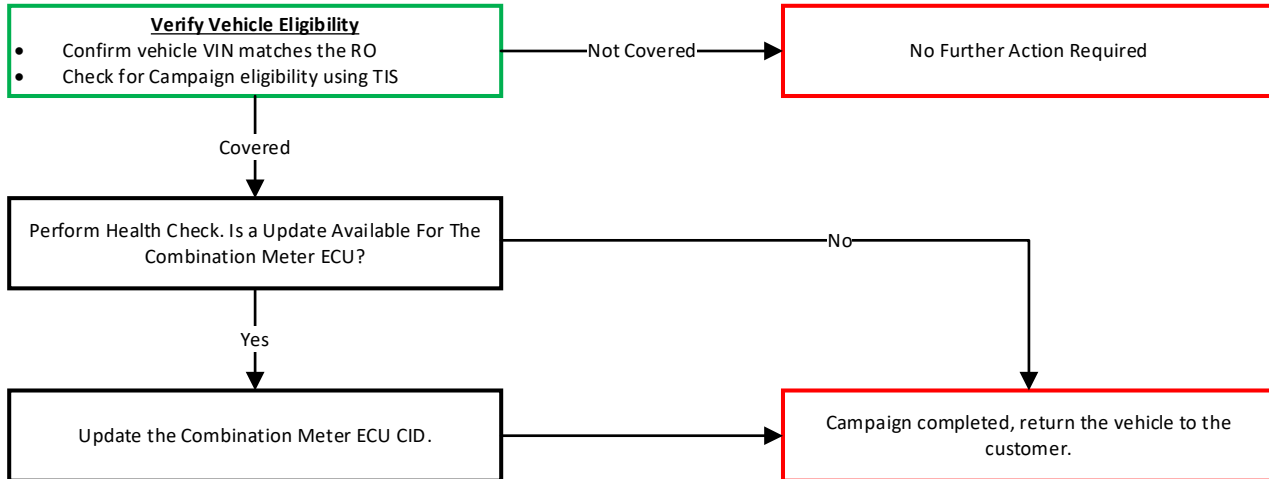 Verify Vehicle Eligibility
• Confirm vehicle VIN matches the RO
• Check for Campaign eligibility using TIS
Not Covered
No Further Action Required
Covered
Perform Health Check. Is a Update Available For The
Combination Meter ECU?
No
Yes
Update the Combination Meter ECU CID.
Campaign completed, return the vehicle to the
customer.